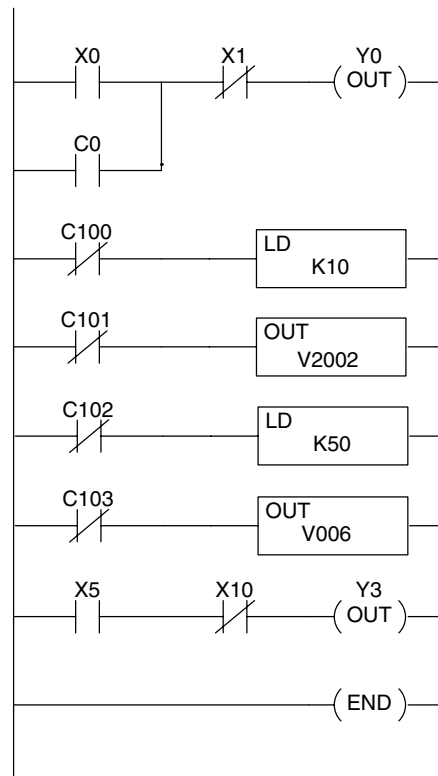 X0 X1 Y0
OUT
C0
C100
LD
K10
C101
OUT
V2002
C102
LD
K50
C103
OUT
V006
X5 X10 Y3
OUT
END